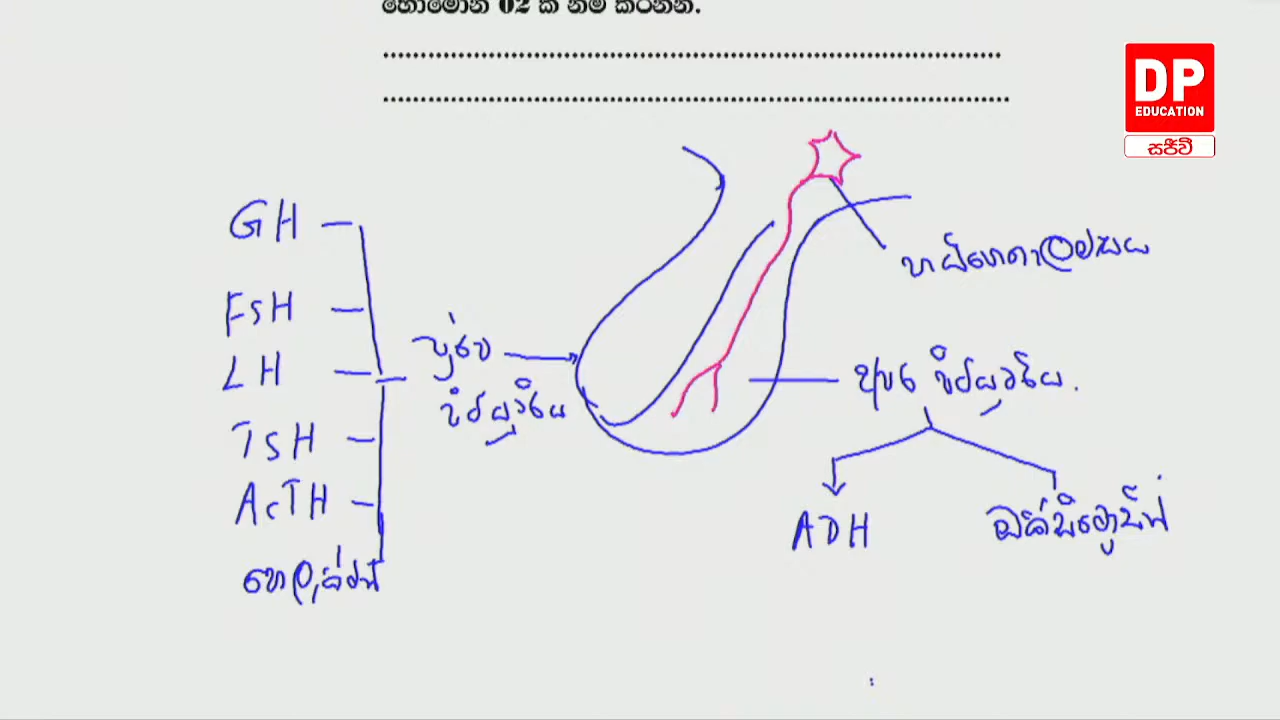 හෝමෝන 02 ක් නම් කරන්න.
DP
EDUCATION
සජීවී
GH
FSH
LH
TSH
ACTH
පූර්ව
පිටියුටරිය
හයිපොතැලමසය
අපර පිටියුටරිය.
ADH
ඔක්සිටොසින්